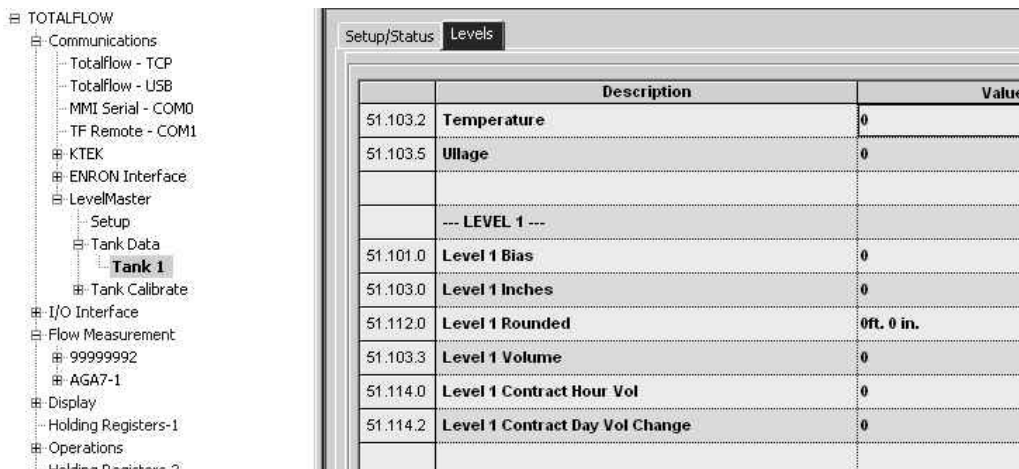 TOTALFLOW
Communications
Totalflow - TCP
Totalflow - USB
MMI Serial - COM0
TF Remote - COM1
KTEK
ENRON Interface
LevelMaster
Setup
Tank Data
Tank 1
Tank Calibrate
I/O Interface
Flow Measurement
99999992
AGA7-1
Display
Holding Registers-1
Operations
Setup/Status Levels
Description Value
51.103.2 Temperature 0
51.103.5 Ullage 0
--- LEVEL 1 ---
51.101.0 Level 1 Bias 0
51.103.0 Level 1 Inches 0
51.112.0 Level 1 Rounded 0ft. 0 in.
51.103.3 Level 1 Volume 0
51.114.0 Level 1 Contract Hour Vol 0
51.114.2 Level 1 Contract Day Vol Change 0